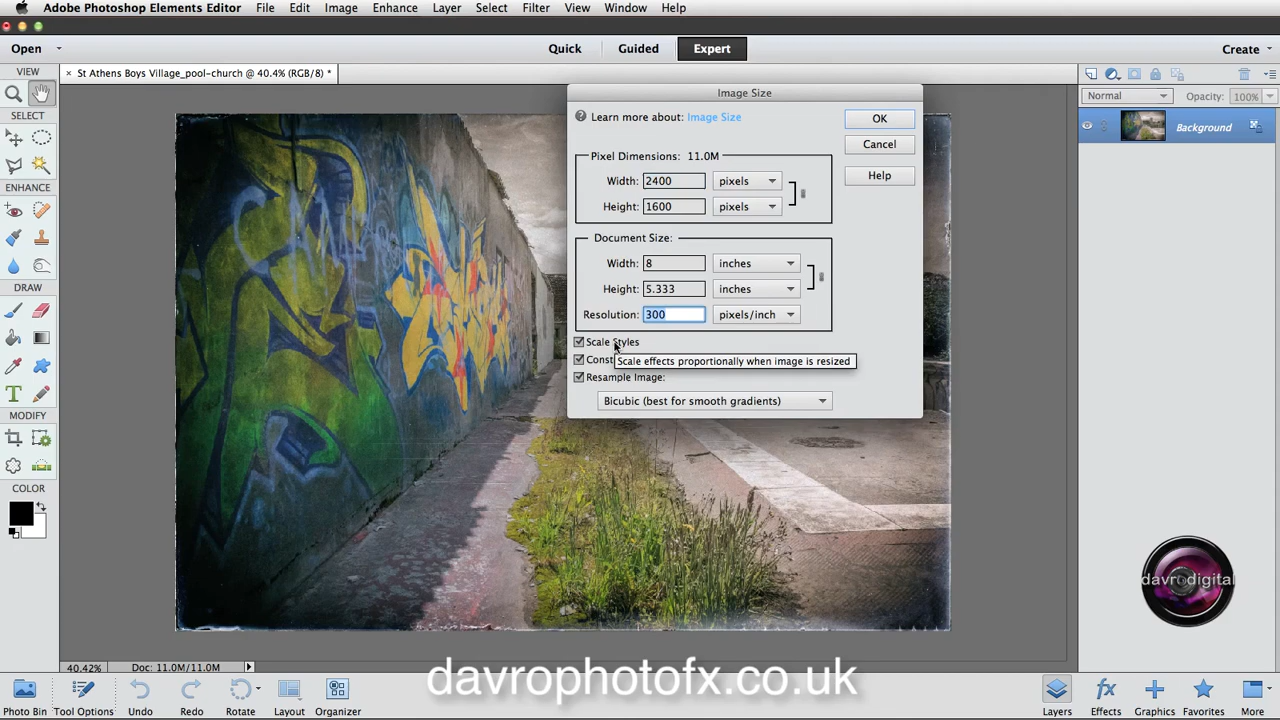 Adobe Photoshop Elements Editor File Edit Image Enhance Layer Select Filter View Window Help
Open Quick Guided Expert Create
VIEW
× St Athens Boys Village_pool-church @ 40.4% (RGB/8) *
SELECT
ENHANCE
DRAW
T
MODIFY
COLOR
Image Size
Learn more about: Image Size
OK
Cancel
Help
Pixel Dimensions: 11.0M
Width: 2400 pixels
Height: 1600 pixels
Document Size:
Width: 8 inches
Height: 5.333 inches
Resolution: 300 pixels/inch
Scale Styles
Const
Scale effects proportionally when image is resized
Resample Image:
Bicubic (best for smooth gradients)
Normal Opacity: 100%
Background
davrodigital
40.42% Doc: 11.0M/11.0M
davrophotofx.co.uk
Photo Bin Tool Options Undo Redo Rotate Layout Organizer
fx
Layers Effects Graphics Favorites More